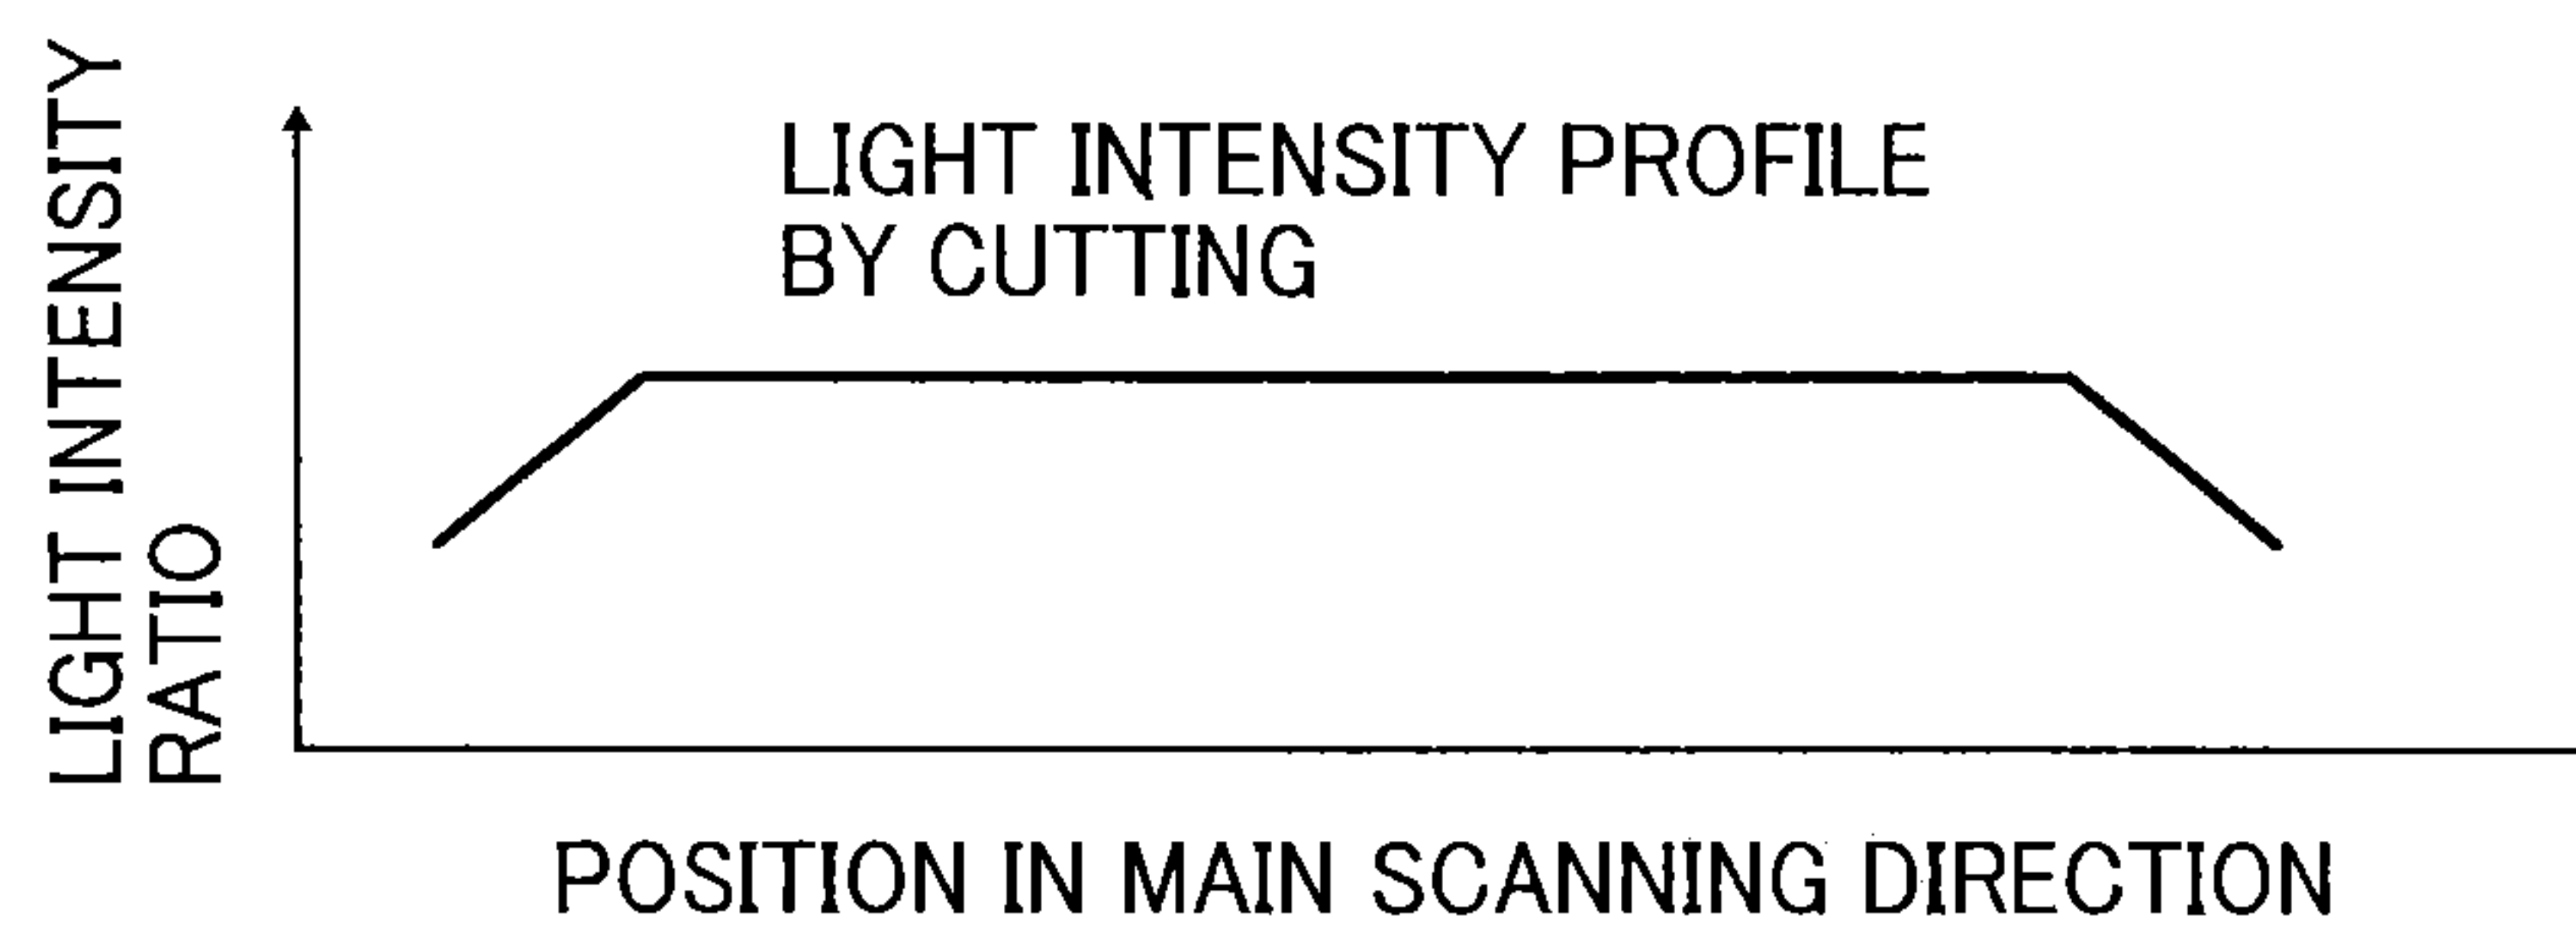 LIGHT INTENSITY
RATIO
LIGHT INTENSITY PROFILE
BY CUTTING
POSITION IN MAIN SCANNING DIRECTION